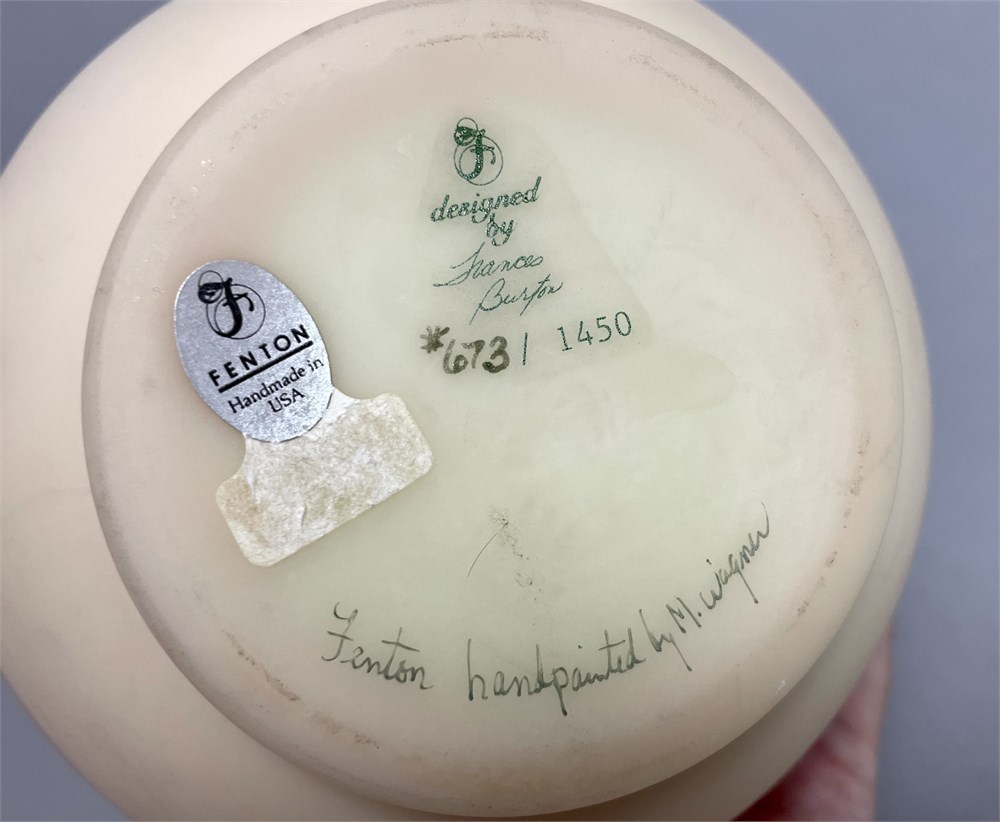 F
designed
by
Frances
Burton
#673 / 1450
F
FENTON
Handmade in
USA
Fenton handpainted by M. Wagner